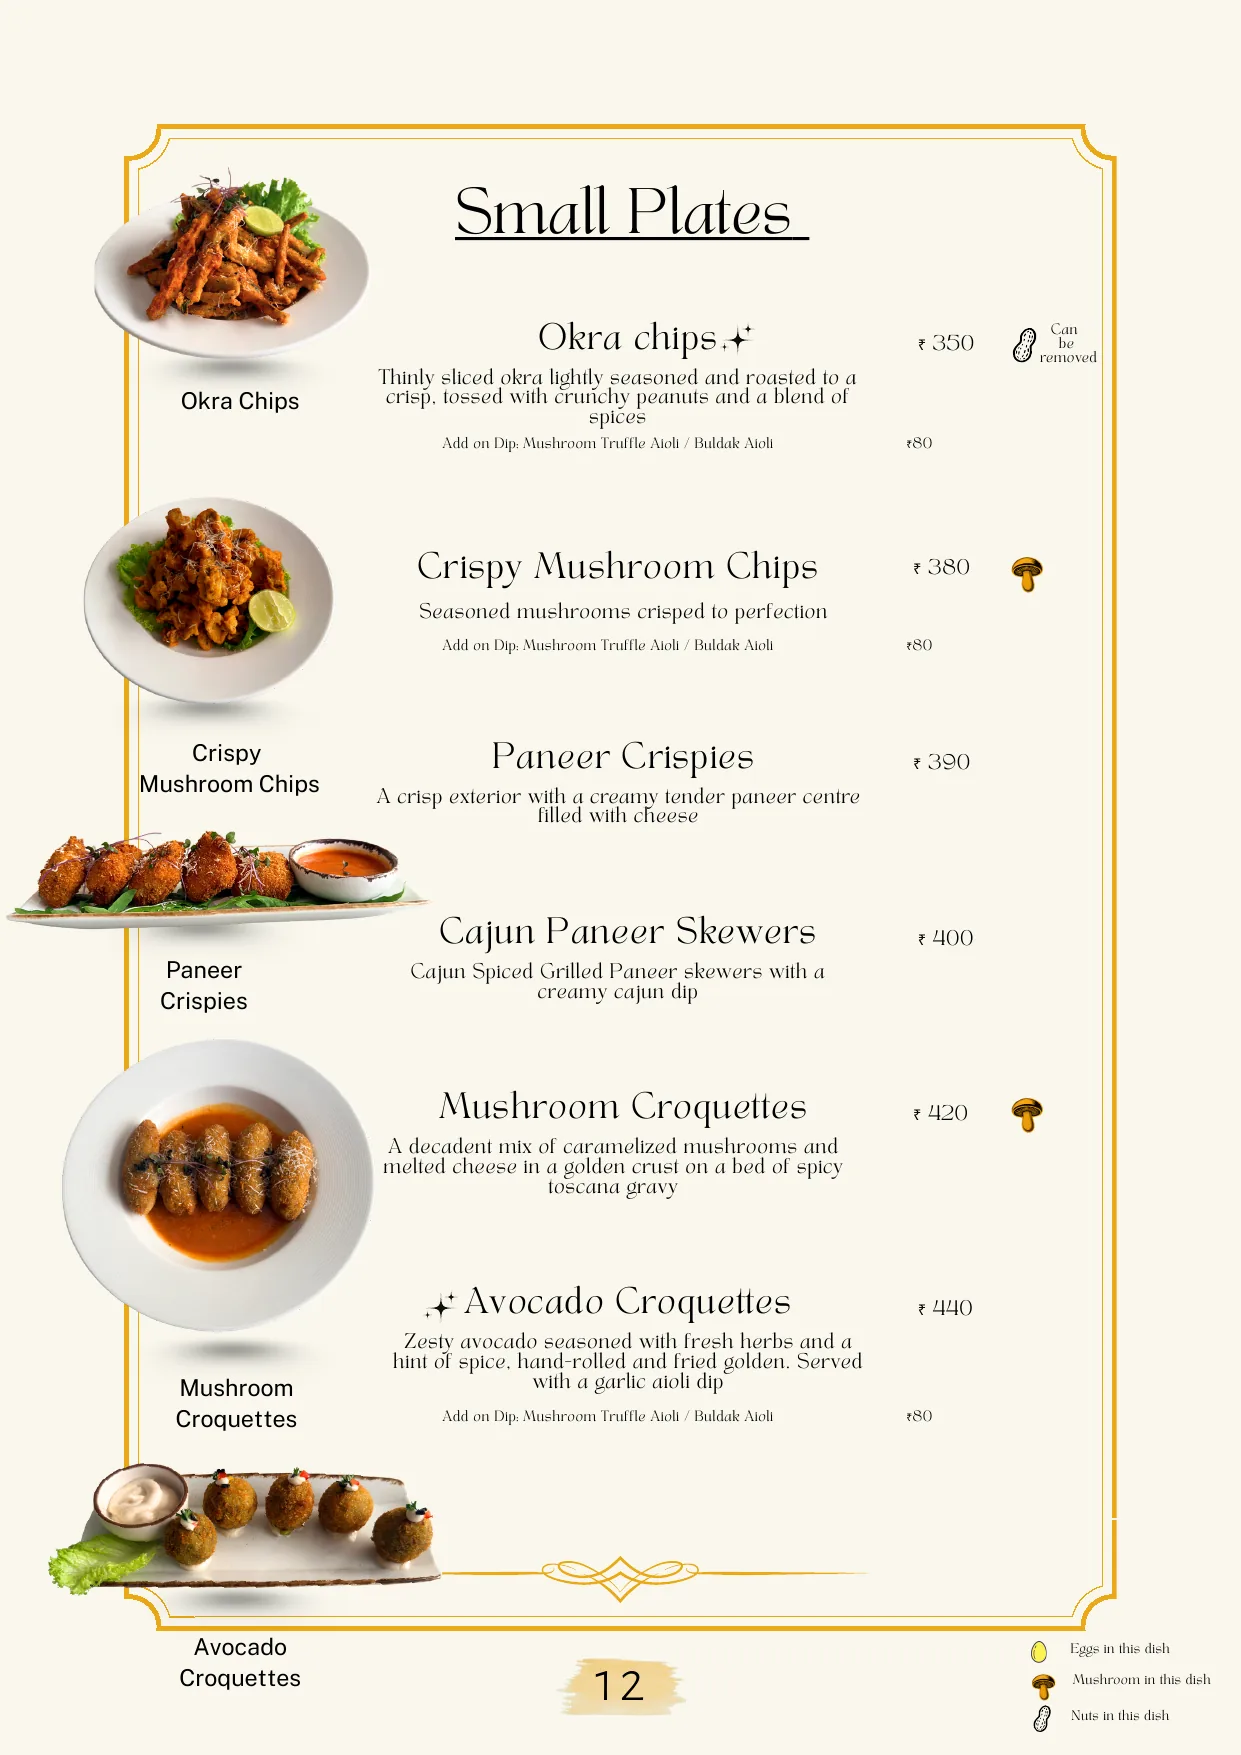 Small Plates
Okra chips
₹ 350
Can
be
removed
Thinly sliced okra lightly seasoned and roasted to a
crisp, tossed with crunchy peanuts and a blend of
spices
Add on Dip: Mushroom Truffle Aioli / Buldak Aioli
₹80
Okra Chips
Crispy Mushroom Chips
₹ 380
Seasoned mushrooms crisped to perfection
Add on Dip: Mushroom Truffle Aioli / Buldak Aioli
₹80
Crispy
Mushroom Chips
Paneer Crispies
₹ 390
A crisp exterior with a creamy tender paneer centre
filled with cheese
Paneer
Crispies
Cajun Paneer Skewers
₹ 400
Cajun Spiced Grilled Paneer skewers with a
creamy cajun dip
Mushroom Croquettes
₹ 420
A decadent mix of caramelized mushrooms and
melted cheese in a golden crust on a bed of spicy
toscana gravy
Mushroom
Croquettes
Avocado Croquettes
₹ 440
Zesty avocado seasoned with fresh herbs and a
hint of spice, hand-rolled and fried golden. Served
with a garlic aioli dip
Add on Dip: Mushroom Truffle Aioli / Buldak Aioli
₹80
Avocado
Croquettes
12
Eggs in this dish
Mushroom in this dish
Nuts in this dish